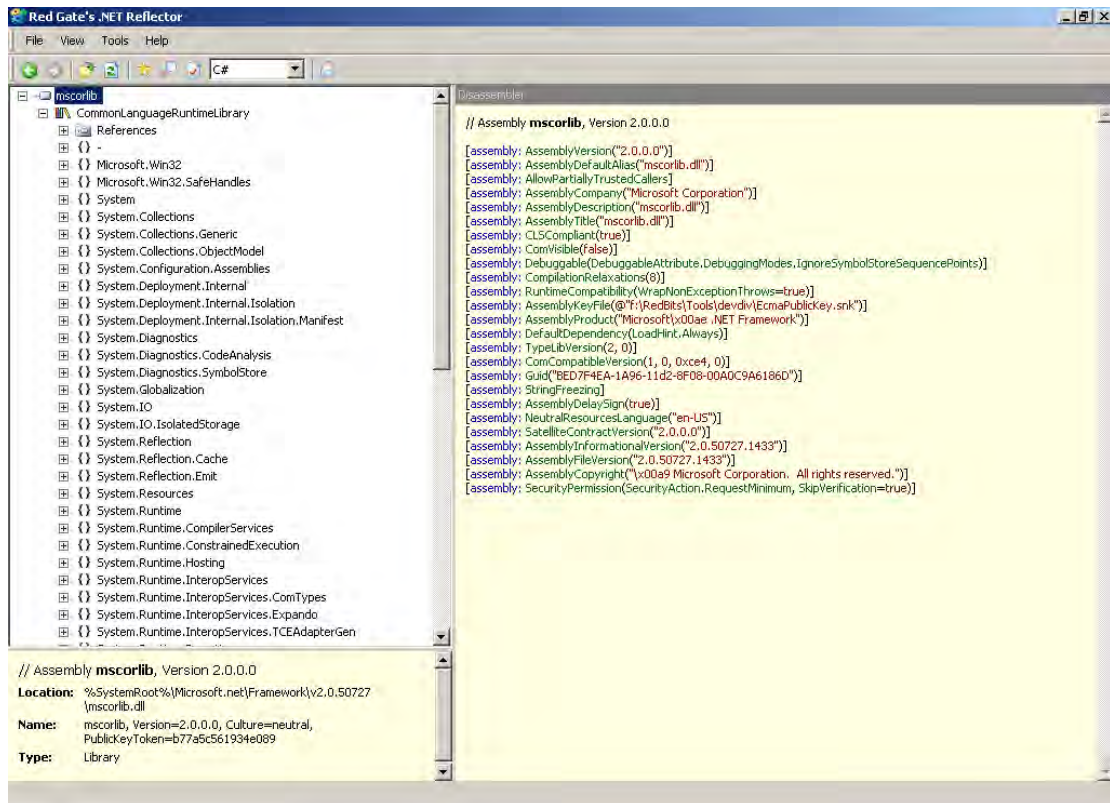 Red Gate's .NET Reflector
File View Tools Help
C#
mscorlib
CommonLanguageRuntimeLibrary
References
{} -
{} Microsoft.Win32
{} Microsoft.Win32.SafeHandles
{} System
{} System.Collections
{} System.Collections.Generic
{} System.Collections.ObjectModel
{} System.Configuration.Assemblies
{} System.Deployment.Internal
{} System.Deployment.Internal.Isolation
{} System.Deployment.Internal.Isolation.Manifest
{} System.Diagnostics
{} System.Diagnostics.CodeAnalysis
{} System.Diagnostics.SymbolStore
{} System.Globalization
{} System.IO
{} System.IO.IsolatedStorage
{} System.Reflection
{} System.Reflection.Cache
{} System.Reflection.Emit
{} System.Resources
{} System.Runtime
{} System.Runtime.CompilerServices
{} System.Runtime.ConstrainedExecution
{} System.Runtime.Hosting
{} System.Runtime.InteropServices
{} System.Runtime.InteropServices.ComTypes
{} System.Runtime.InteropServices.Expando
{} System.Runtime.InteropServices.TCEAdapterGen
// Assembly mscorlib, Version 2.0.0.0
Location: %SystemRoot%\Microsoft.net\Framework\v2.0.50727
\mscorlib.dll
Name: mscorlib, Version=2.0.0.0, Culture=neutral,
PublicKeyToken=b77a5c561934e089
Type: Library
Disassembler
// Assembly mscorlib, Version 2.0.0.0
[assembly: AssemblyVersion("2.0.0.0")]
[assembly: AssemblyDefaultAlias("mscorlib.dll")]
[assembly: AllowPartiallyTrustedCallers]
[assembly: AssemblyCompany("Microsoft Corporation")]
[assembly: AssemblyDescription("mscorlib.dll")]
[assembly: AssemblyTitle("mscorlib.dll")]
[assembly: CLSCompliant(true)]
[assembly: ComVisible(false)]
[assembly: Debuggable(DebuggableAttribute.DebuggingModes.IgnoreSymbolStoreSequencePoints)]
[assembly: CompilationRelaxations(8)]
[assembly: RuntimeCompatibility(WrapNonExceptionThrows=true)]
[assembly: AssemblyKeyFile(@"f:\RedBits\Tools\devdiv\EcmaPublicKey.snk")]
[assembly: AssemblyProduct("Microsoft\x00ae .NET Framework")]
[assembly: DefaultDependency(LoadHint.Always)]
[assembly: TypeLibVersion(2, 0)]
[assembly: ComCompatibleVersion(1, 0, 0xce4, 0)]
[assembly: Guid("BED7F4EA-1A96-11d2-8F08-00A0C9A6186D")]
[assembly: StringFreezing]
[assembly: AssemblyDelaySign(true)]
[assembly: NeutralResourcesLanguage("en-US")]
[assembly: SatelliteContractVersion("2.0.0.0")]
[assembly: AssemblyInformationalVersion("2.0.50727.1433")]
[assembly: AssemblyFileVersion("2.0.50727.1433")]
[assembly: AssemblyCopyright("\x00a9 Microsoft Corporation.  All rights reserved.")]
[assembly: SecurityPermission(SecurityAction.RequestMinimum, SkipVerification=true)]